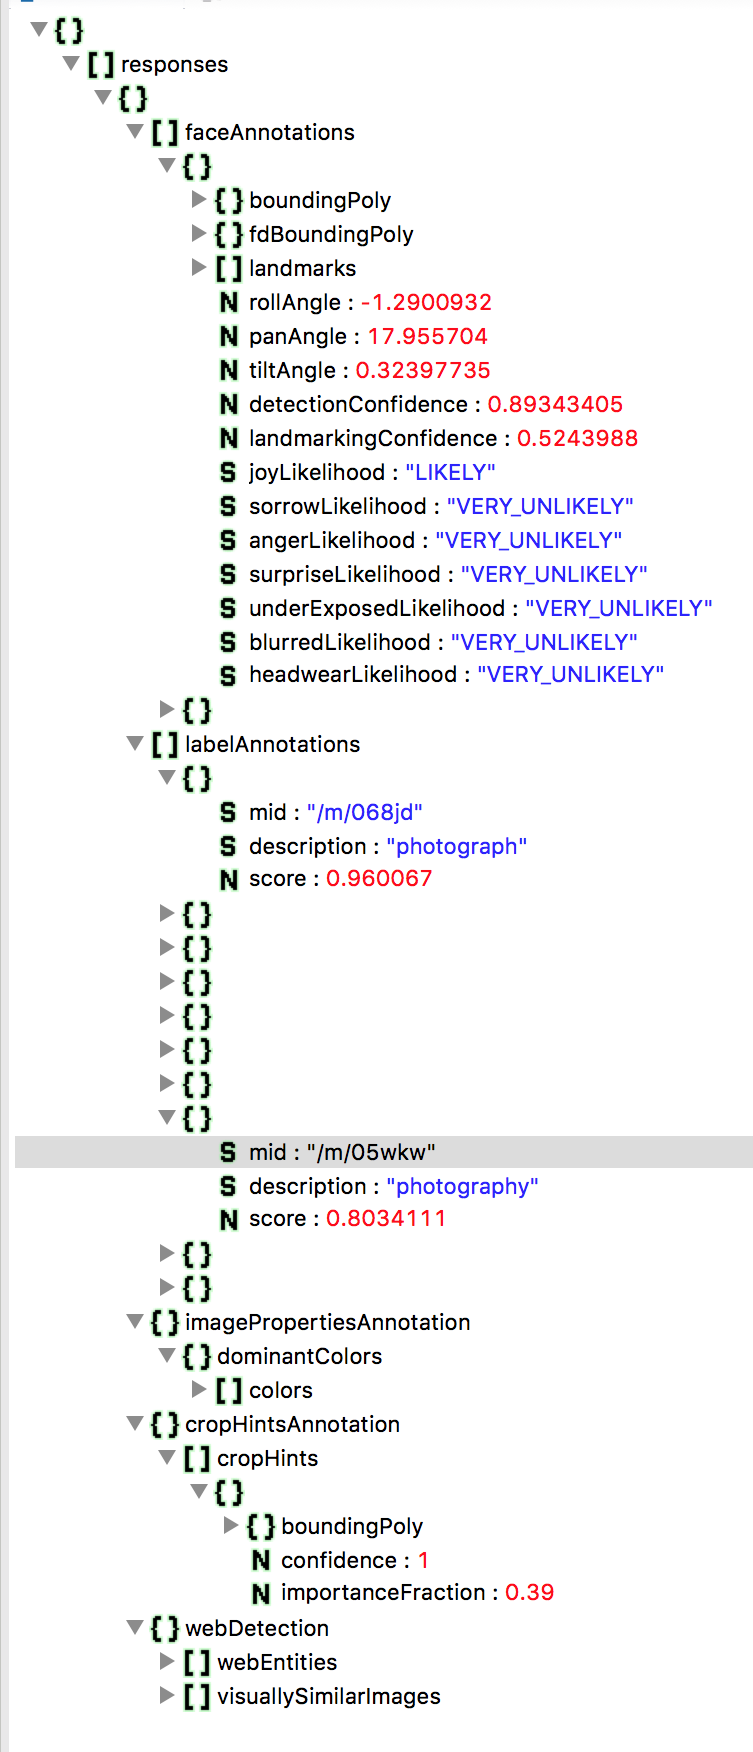 {}
[] responses
{}
[] faceAnnotations
{}
{} boundingPoly
{} fdBoundingPoly
[] landmarks
N rollAngle : -1.2900932
N panAngle : 17.955704
N tiltAngle : 0.32397735
N detectionConfidence : 0.89343405
N landmarkingConfidence : 0.5243988
S joyLikelihood : "LIKELY"
S sorrowLikelihood : "VERY_UNLIKELY"
S angerLikelihood : "VERY_UNLIKELY"
S surpriseLikelihood : "VERY_UNLIKELY"
S underExposedLikelihood : "VERY_UNLIKELY"
S blurredLikelihood : "VERY_UNLIKELY"
S headwearLikelihood : "VERY_UNLIKELY"
{}
[] labelAnnotations
{}
S mid : "/m/068jd"
S description : "photograph"
N score : 0.960067
{}
{}
{}
{}
{}
{}
{}
S mid : "/m/05wkw"
S description : "photography"
N score : 0.8034111
{}
{}
{} imagePropertiesAnnotation
{} dominantColors
[] colors
{} cropHintsAnnotation
[] cropHints
{}
{} boundingPoly
N confidence : 1
N importanceFraction : 0.39
{} webDetection
[] webEntities
[] visuallySimilarImages